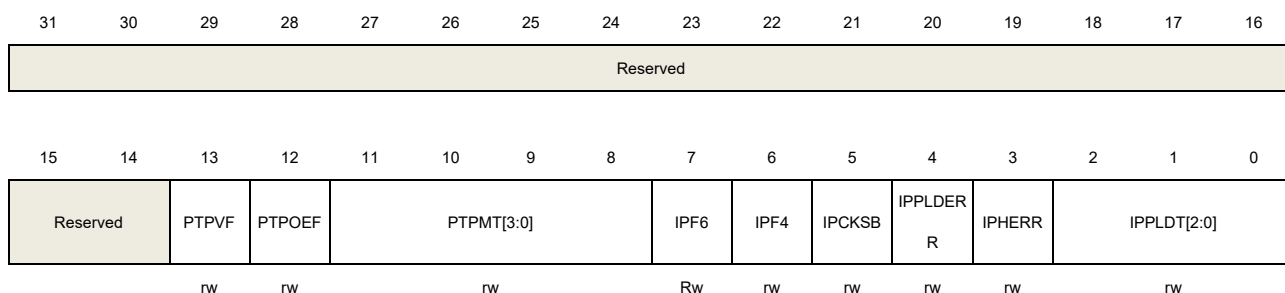 31 30 29 28 27 26 25 24 23 22 21 20 19 18 17 16
Reserved
15 14 13 12 11 10 9 8 7 6 5 4 3 2 1 0
Reserved PTPVF PTPOEF PTPMT[3:0] IPF6 IPF4 IPCKSB IPPLDER
R IPHERR IPPLDT[2:0]
rw rw rw Rw rw rw rw rw rw